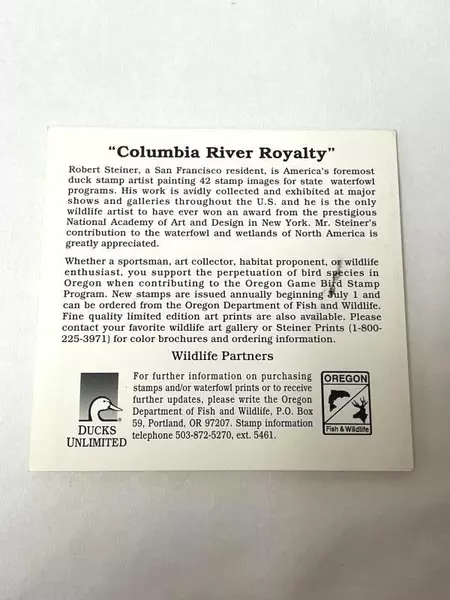 "Columbia River Royalty"
Robert Steiner, a San Francisco resident, is America's foremost
duck stamp artist painting 42 stamp images for state waterfowl
programs. His work is avidly collected and exhibited at major
shows and galleries throughout the U.S. and he is the only
wildlife artist to have ever won an award from the prestigious
National Academy of Art and Design in New York. Mr. Steiner's
contribution to the waterfowl and wetlands of North America is
greatly appreciated.
Whether a sportsman, art collector, habitat proponent, or wildlife
enthusiast, you support the perpetuation of bird species in
Oregon when contributing to the Oregon Game Bird Stamp
Program. New stamps are issued annually beginning July 1 and
can be ordered from the Oregon Department of Fish and Wildlife.
Fine quality limited edition art prints are also available. Please
contact your favorite wildlife art gallery or Steiner Prints (1-800-
225-3971) for color brochures and ordering information.
Wildlife Partners
DUCKS
UNLIMITED
For further information on purchasing
stamps and/or waterfowl prints or to receive
further updates, please write the Oregon
Department of Fish and Wildlife, P.O. Box
59, Portland, OR 97207. Stamp information
telephone 503-872-5270, ext. 5461.
OREGON
Fish & Wildlife